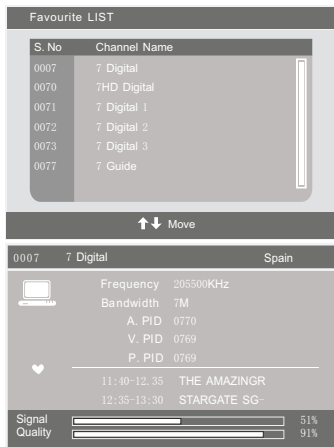 Favourite LIST
S. No Channel Name
0007 7 Digital
0070 7HD Digital
0071 7 Digital 1
0072 7 Digital 2
0073 7 Digital 3
0077 7 Guide
Move
0007 7 Digital Spain
Frequency 205500KHz
Bandwidth 7M
A. PID 0770
V. PID 0769
P. PID 0769
11:40-12.35 THE AMAZINGR
12:35-13:30 STARGATE SG-
Signal 51%
Quality 91%